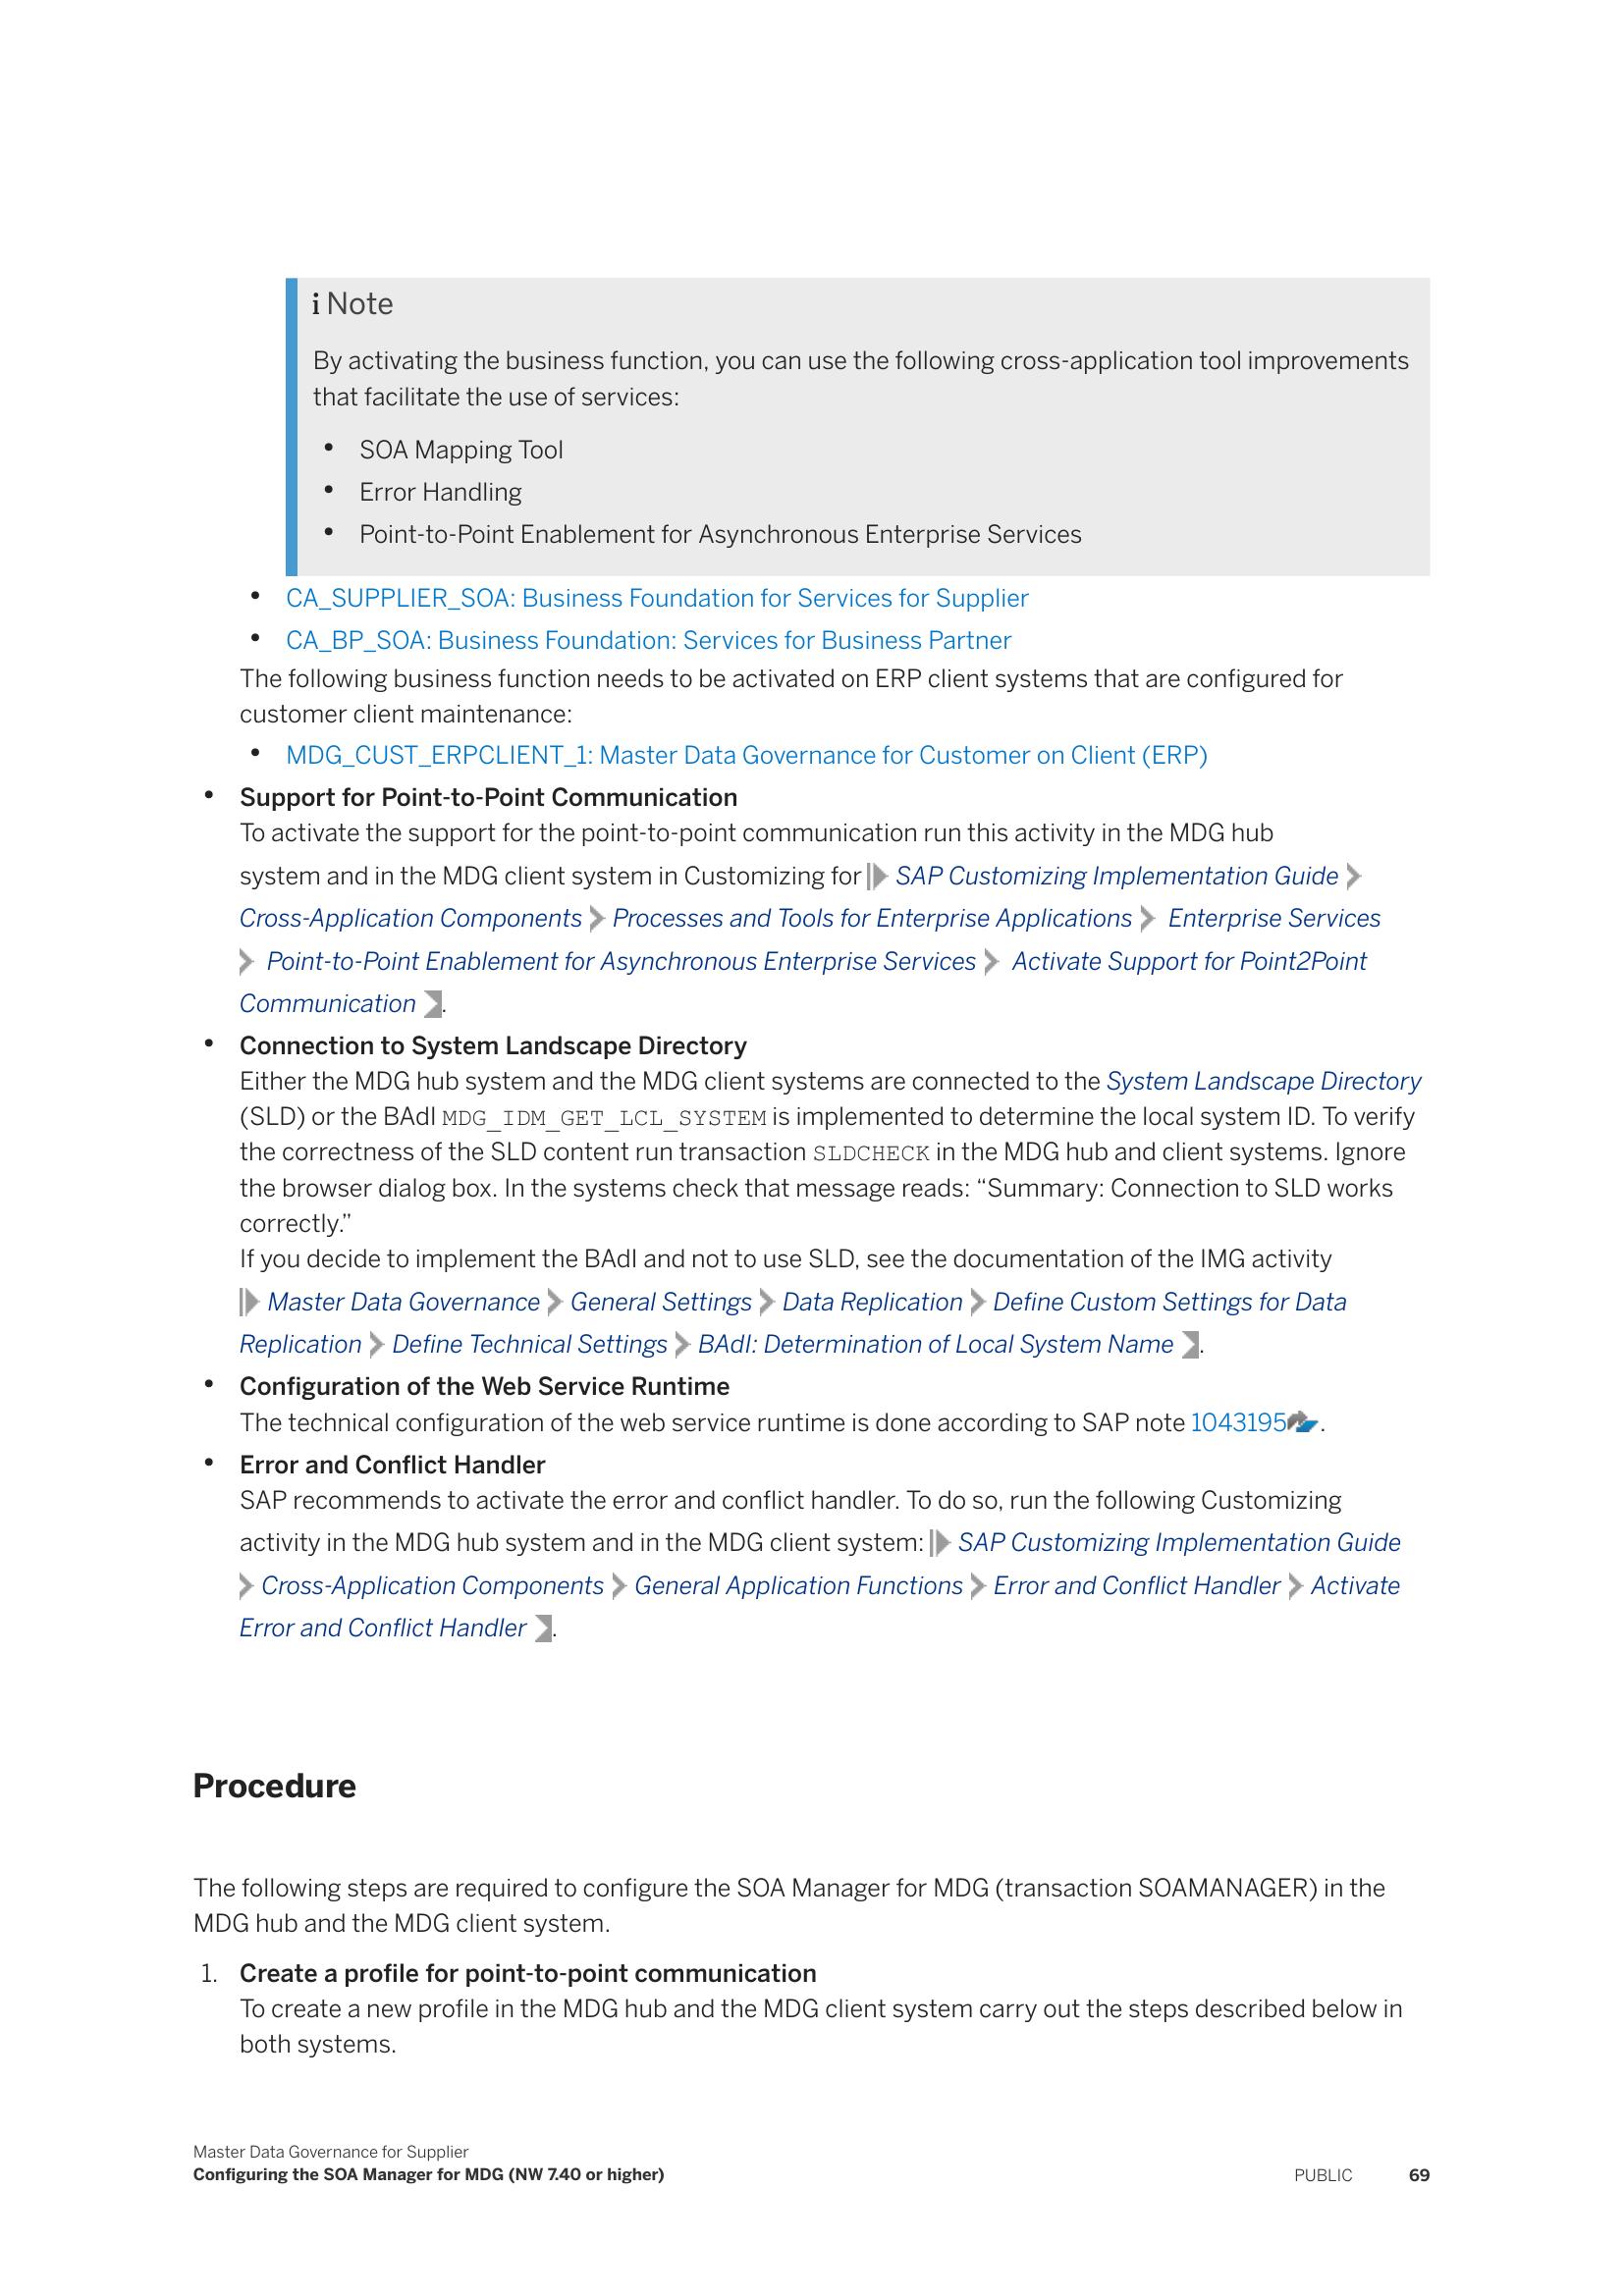 i Note
By activating the business function, you can use the following cross-application tool improvements
that facilitate the use of services:
• SOA Mapping Tool
• Error Handling
• Point-to-Point Enablement for Asynchronous Enterprise Services
• CA_SUPPLIER_SOA: Business Foundation for Services for Supplier
• CA_BP_SOA: Business Foundation: Services for Business Partner
The following business function needs to be activated on ERP client systems that are configured for
customer client maintenance:
• MDG_CUST_ERPCLIENT_1: Master Data Governance for Customer on Client (ERP)
• Support for Point-to-Point Communication
To activate the support for the point-to-point communication run this activity in the MDG hub
system and in the MDG client system in Customizing for SAP Customizing Implementation Guide
Cross-Application Components Processes and Tools for Enterprise Applications Enterprise Services
Point-to-Point Enablement for Asynchronous Enterprise Services Activate Support for Point2Point
Communication .
• Connection to System Landscape Directory
Either the MDG hub system and the MDG client systems are connected to the System Landscape Directory
(SLD) or the BAdI MDG_IDM_GET_LCL_SYSTEM is implemented to determine the local system ID. To verify
the correctness of the SLD content run transaction SLDCHECK in the MDG hub and client systems. Ignore
the browser dialog box. In the systems check that message reads: “Summary: Connection to SLD works
correctly.”
If you decide to implement the BAdI and not to use SLD, see the documentation of the IMG activity
Master Data Governance General Settings Data Replication Define Custom Settings for Data
Replication Define Technical Settings BAdI: Determination of Local System Name .
• Configuration of the Web Service Runtime
The technical configuration of the web service runtime is done according to SAP note 1043195 .
• Error and Conflict Handler
SAP recommends to activate the error and conflict handler. To do so, run the following Customizing
activity in the MDG hub system and in the MDG client system: SAP Customizing Implementation Guide
Cross-Application Components General Application Functions Error and Conflict Handler Activate
Error and Conflict Handler .
Procedure
The following steps are required to configure the SOA Manager for MDG (transaction SOAMANAGER) in the
MDG hub and the MDG client system.
1. Create a profile for point-to-point communication
To create a new profile in the MDG hub and the MDG client system carry out the steps described below in
both systems.
Master Data Governance for Supplier
Configuring the SOA Manager for MDG (NW 7.40 or higher) PUBLIC 69